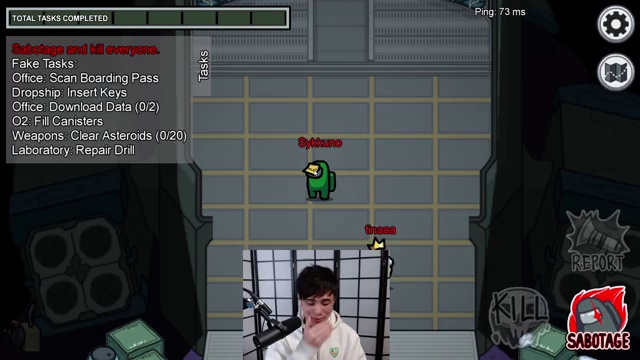 TOTAL TASKS COMPLETED
Ping: 73 ms
Sabotage and kill everyone.
Fake Tasks:
Office: Scan Boarding Pass
Dropship: Insert Keys
Office: Download Data (0/2)
O2: Fill Canisters
Weapons: Clear Asteroids (0/20)
Laboratory: Repair Drill
Tasks
Sykkuno
tinaaa
REPORT
KILL
SABOTAGE